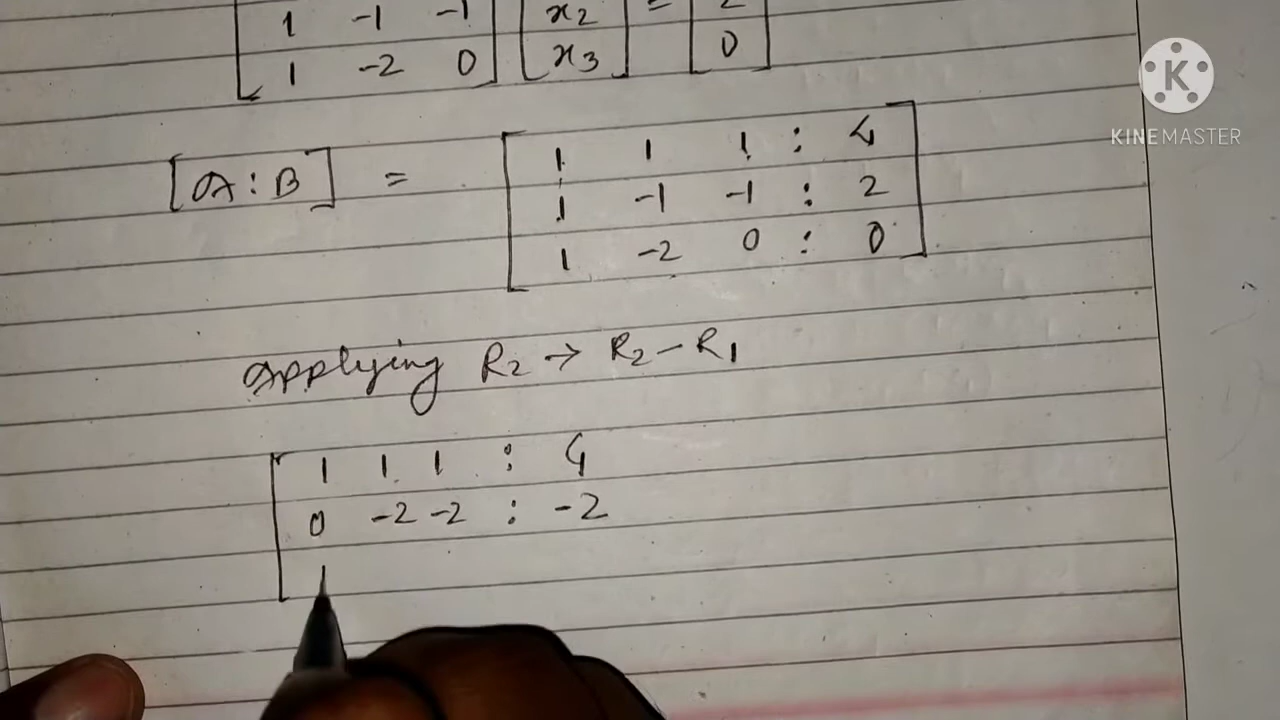 1 -1 -1 x2 = 2
1 -2 0 x3 0
K
KINEMASTER
[A : B] = 1 1 1 : 4
1 -1 -1 : 2
1 -2 0 : 0
Applying R2 → R2 - R1
1 1 1 : 4
0 -2 -2 : -2
1